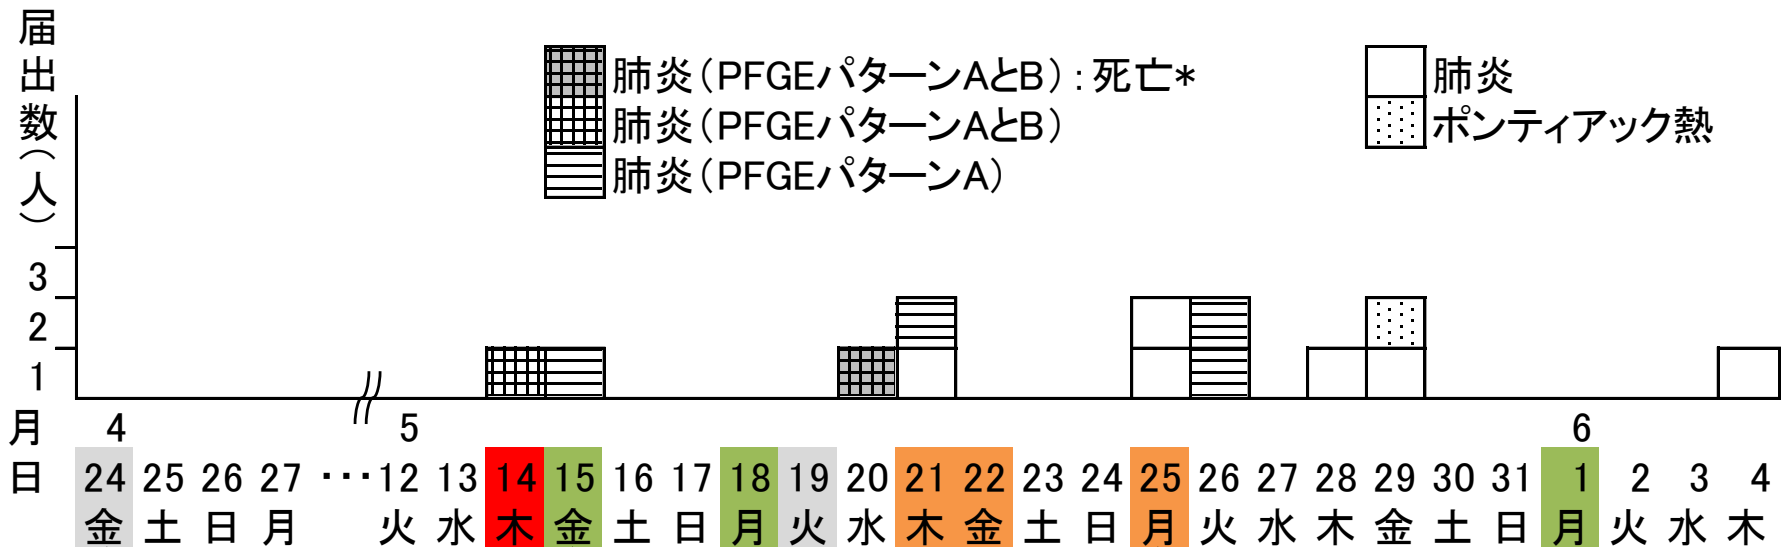 届出数(人)
肺炎(PFGEパターンAとB):死亡*
肺炎(PFGEパターンAとB)
肺炎(PFGEパターンA)
肺炎
ポンティアック熱
3
2
1
月 4 5 6
日 24 25 26 27 ・・・ 12 13 14 15 16 17 18 19 20 21 22 23 24 25 26 27 28 29 30 31 1 2 3 4
金 土 日 月 火 水 木 金 土 日 月 火 水 木 金 土 日 月 火 水 木 金 土 日 月 火 水 木